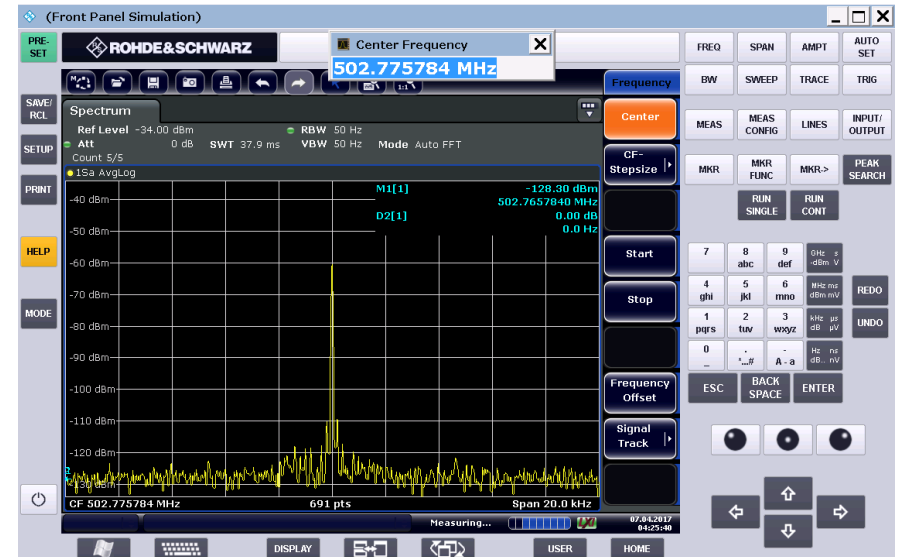 (Front Panel Simulation)
PRE-
SET
ROHDE&SCHWARZ
Center Frequency
502.775784 MHz
FREQ SPAN AMPT AUTO
SET
Frequency
BW SWEEP TRACE TRIG
SAVE/
RCL
Spectrum
Center
Ref Level -34.00 dBm RBW 50 Hz
Att 0 dB SWT 37.9 ms VBW 50 Hz Mode Auto FFT
Count 5/5
MEAS MEAS
CONFIG LINES INPUT/
OUTPUT
SETUP
1Sa AvgLog
CF-
Stepsize
MKR MKR
FUNC MKR-> PEAK
SEARCH
PRINT
M1[1] -128.30 dBm
502.7657840 MHz
D2[1] 0.00 dB
0.0 Hz
RUN
SINGLE RUN
CONT
-40 dBm
-50 dBm
-60 dBm
-70 dBm
-80 dBm
-90 dBm
-100 dBm
-110 dBm
-120 dBm
HELP
MODE
Start
Stop
Frequency
Offset
Signal
Track
7 8
abc 9
def GHz s
-dBm V
4
ghi 5
jkl 6
mno MHz ms
dBm mV REDO
1
pqrs 2
tuv 3
wxyz kHz µs
dB µV UNDO
0
_ .
*...# -
A - a Hz ns
dB.. nV
ESC BACK
SPACE ENTER
CF 502.775784 MHz 691 pts Span 20.0 kHz
Measuring... 07.04.2017
04:25:40
DISPLAY USER HOME